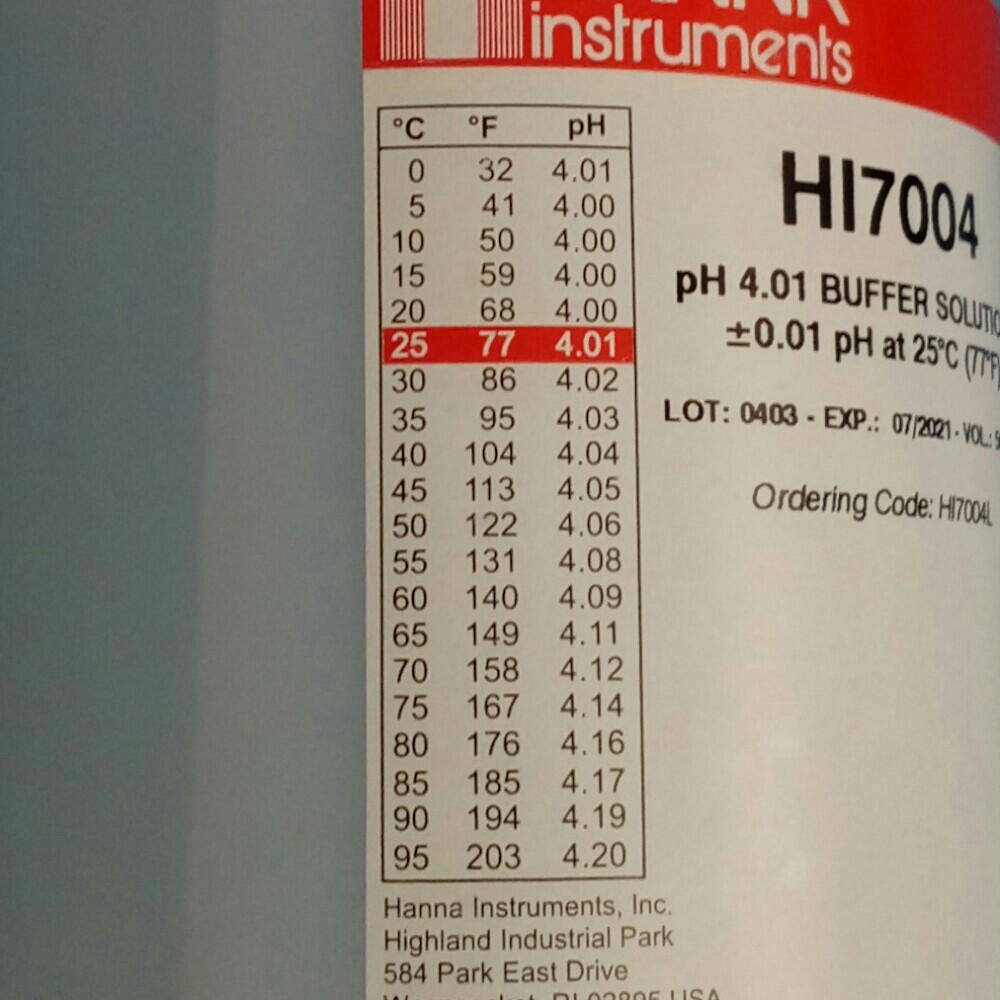 instruments
°C °F pH
0 32 4.01
5 41 4.00
10 50 4.00
15 59 4.00
20 68 4.00
25 77 4.01
30 86 4.02
35 95 4.03
40 104 4.04
45 113 4.05
50 122 4.06
55 131 4.08
60 140 4.09
65 149 4.11
70 158 4.12
75 167 4.14
80 176 4.16
85 185 4.17
90 194 4.19
95 203 4.20
HI7004
pH 4.01 BUFFER
±0.01 pH at 25°C (77°F)
LOT: 0403 - EXP.: 07/2021 - VOL.:
Ordering Code: HI7004L
Hanna Instruments, Inc.
Highland Industrial Park
584 Park East Drive
USA